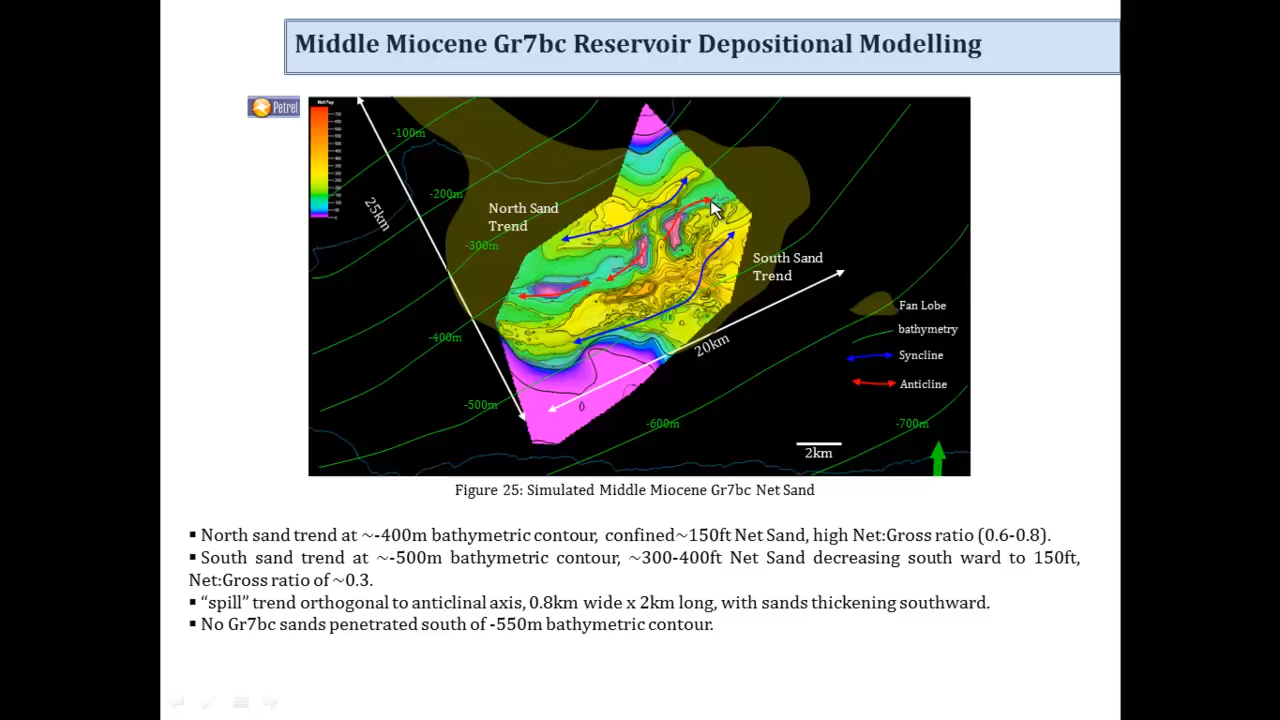 Middle Miocene Gr7bc Reservoir Depositional Modelling
Petrel
-100m
-200m
25km
North Sand
Trend
-300m
South Sand
Trend
Fan Lobe
bathymetry
-400m
20km
Syncline
Anticline
-500m
-600m
-700m
2km
Figure 25: Simulated Middle Miocene Gr7bc Net Sand
▪ North sand trend at ~-400m bathymetric contour, confined~150ft Net Sand, high Net:Gross ratio (0.6-0.8).
▪ South sand trend at ~-500m bathymetric contour, ~300-400ft Net Sand decreasing south ward to 150ft,
Net:Gross ratio of ~0.3.
▪ “spill” trend orthogonal to anticlinal axis, 0.8km wide x 2km long, with sands thickening southward.
▪ No Gr7bc sands penetrated south of -550m bathymetric contour.